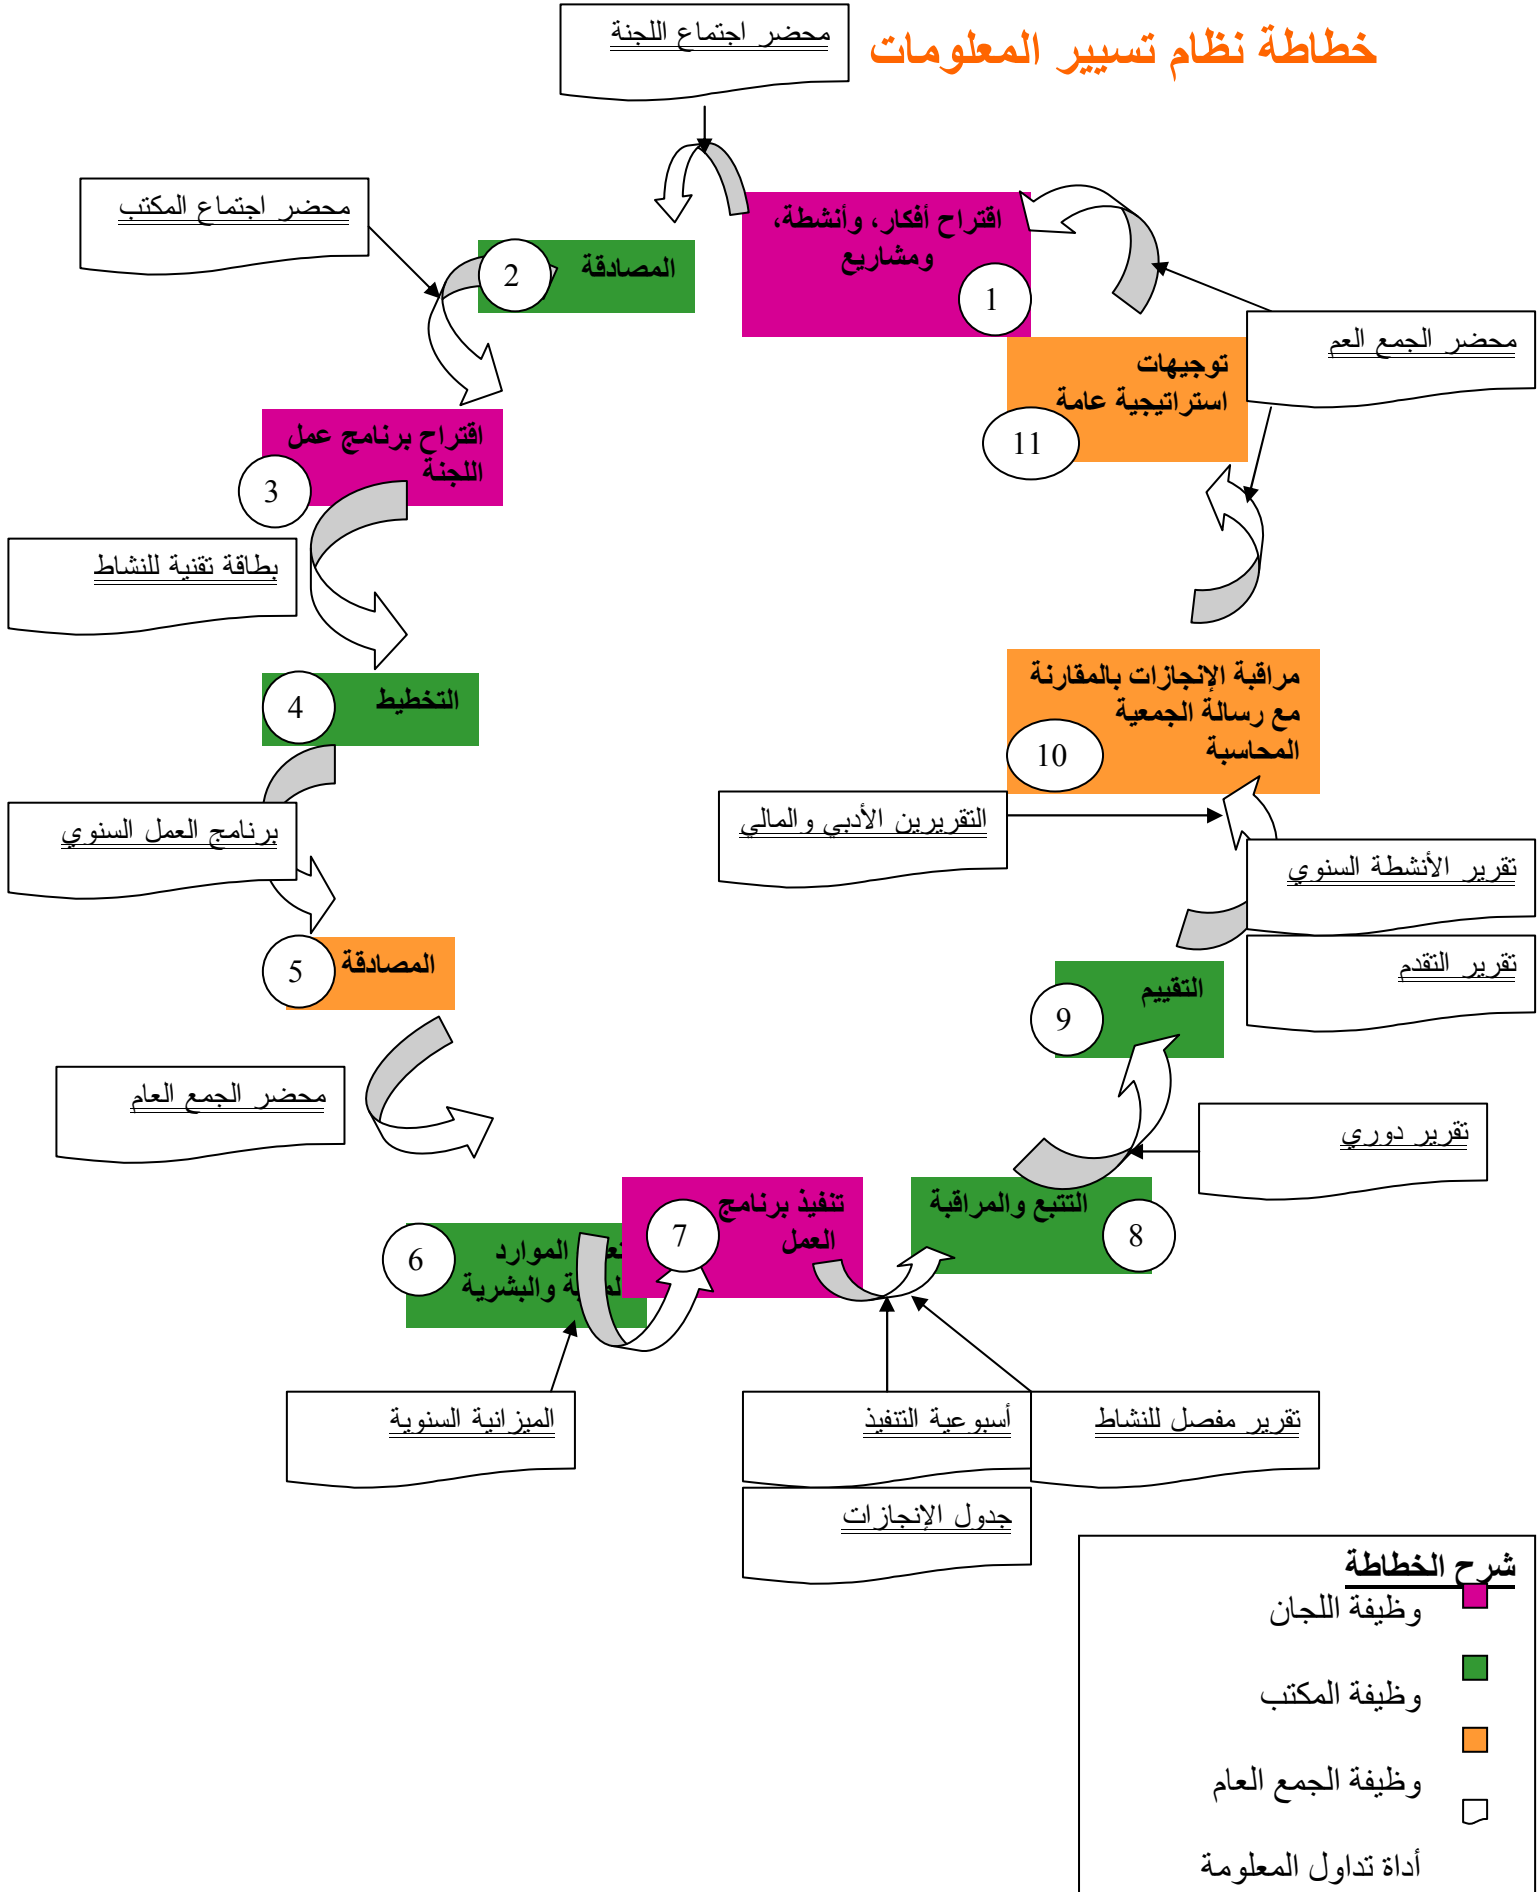 خطاطة نظام تسيير المعلومات
محضر اجتماع اللجنة
محضر اجتماع المكتب
اقتراح أفكار، وأنشطة،
ومشاريع
1
المصادقة
2
محضر الجمع العم
توجيهات
استراتيجية عامة
11
اقتراح برنامج عمل
اللجنة
3
بطاقة تقنية للنشاط
التخطيط
4
مراقبة الإنجازات بالمقارنة
مع رسالة الجمعية
المحاسبة
10
برنامج العمل السنوي
التقريرين الأدبي والمالي
تقرير الأنشطة السنوي
تقرير التقدم
المصادقة
5
التقييم
9
محضر الجمع العام
تقرير دوري
تنفيذ برنامج
العمل
7
التتبع والمراقبة
8
الموارد
والبشرية
6
الميزانية السنوية
أسبوعية التنفيذ
تقرير مفصل للنشاط
جدول الإنجازات
شرح الخطاطة
وظيفة اللجان
وظيفة المكتب
وظيفة الجمع العام
أداة تداول المعلومة